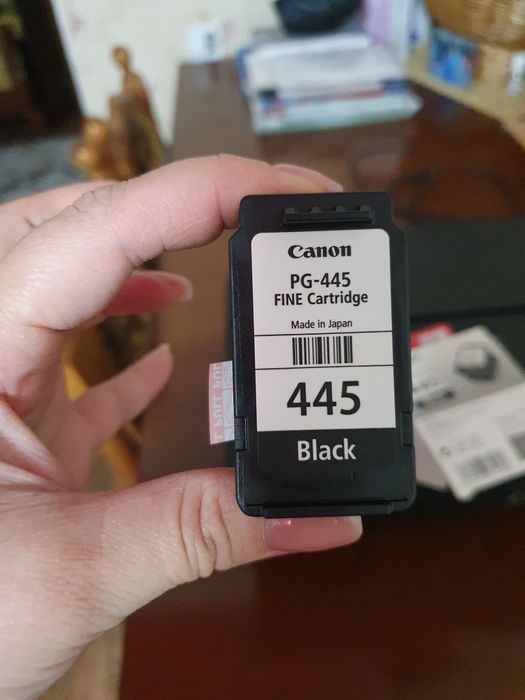 Canon
PG-445
FINE Cartridge
Made in Japan
445
Black